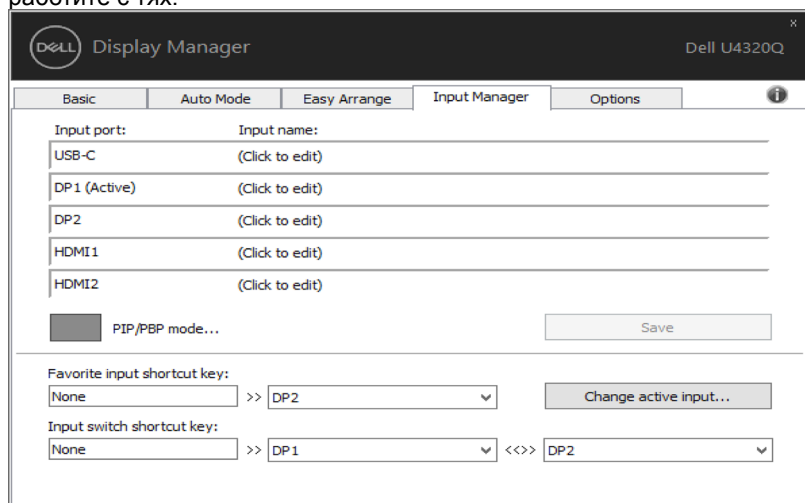 работите с тях.
DELL Display Manager Dell U4320Q
Basic Auto Mode Easy Arrange Input Manager Options
Input port: Input name:
USB-C (Click to edit)
DP1 (Active) (Click to edit)
DP2 (Click to edit)
HDMI1 (Click to edit)
HDMI2 (Click to edit)
PIP/PBP mode... Save
Favorite input shortcut key:
None >> DP2 Change active input...
Input switch shortcut key:
None >> DP1 <<>> DP2